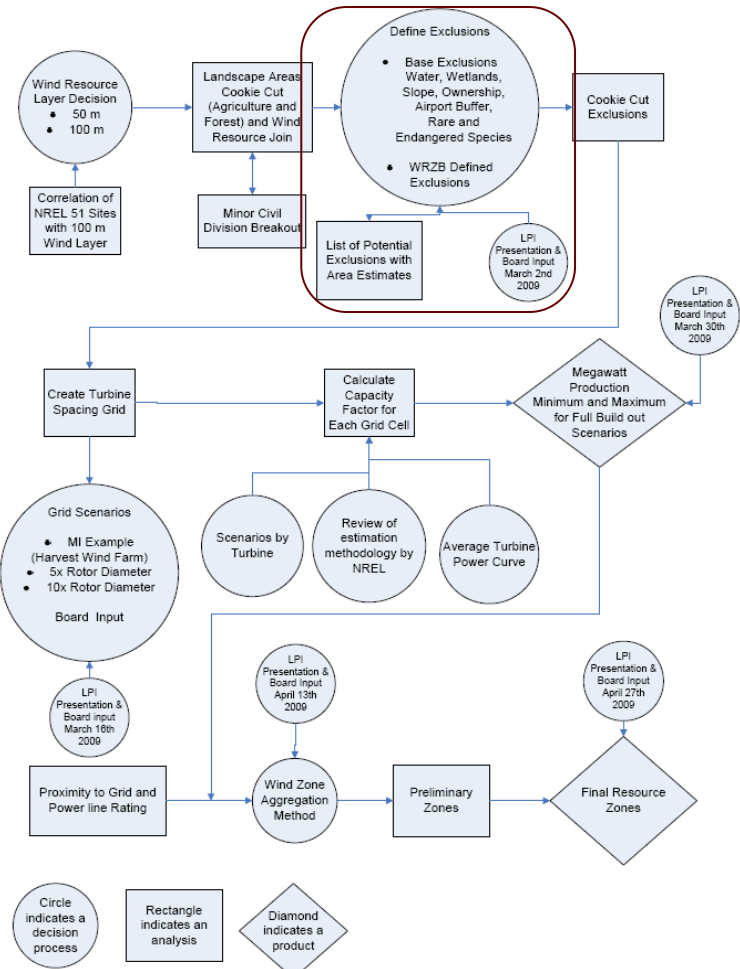 Define Exclusions
Base Exclusions
Water, Wetlands,
Slope, Ownership,
Airport Buffer,
Rare and
Endangered Species
WRZB Defined
Exclusions
Wind Resource
Layer Decision
50 m
100 m
Landscape Areas
Cookie Cut
(Agriculture and
Forest) and Wind
Resource Join
Cookie Cut
Exclusions
Correlation of
NREL 51 Sites
with 100 m
Wind Layer
Minor Civil
Division Breakout
List of Potential
Exclusions with
Area Estimates
LPI
Presentation
& Board Input
March 2nd
2009
LPI
Presentation &
Board Input
March 30th
2009
Create Turbine
Spacing Grid
Calculate
Capacity
Factor for
Each Grid Cell
Megawatt
Production
Minimum and Maximum
for Full Build out
Scenarios
Grid Scenarios
MI Example
(Harvest Wind Farm)
5x Rotor Diameter
10x Rotor Diameter
Board Input
Scenarios by
Turbine
Review of
estimation
methodology by
NREL
Average Turbine
Power Curve
LPI
Presentation &
Board input
March 16th
2009
LPI
Presentation &
Board Input
April 13th
2009
LPI
Presentation &
Board Input
April 27th
2009
Proximity to Grid and
Power line Rating
Wind Zone
Aggregation
Method
Preliminary
Zones
Final Resource
Zones
Circle
indicates a
decision
process
Rectangle
indicates an
analysis
Diamond
indicates a
product